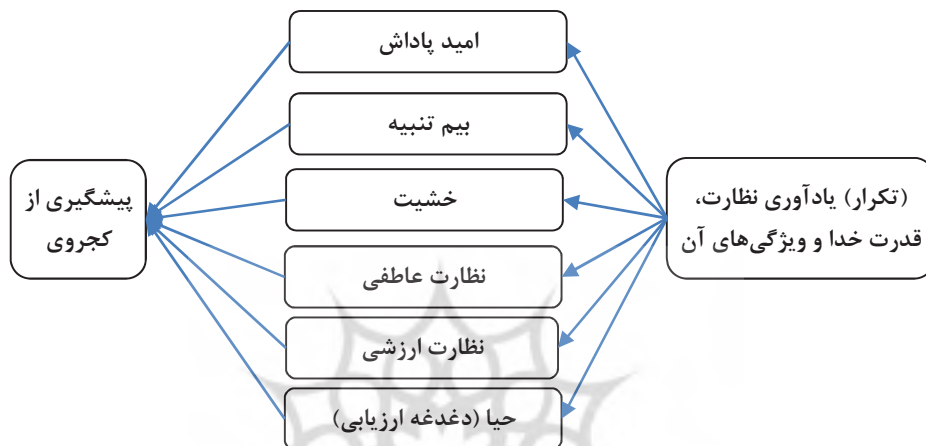 (تکرار) یادآوری نظارت،
قدرت خدا و ویژگی‌های آن
امید پاداش
بیم تنبیه
خشیت
نظارت عاطفی
نظارت ارزشی
حیا (دغدغه ارزیابی)
پیشگیری از
کجروی